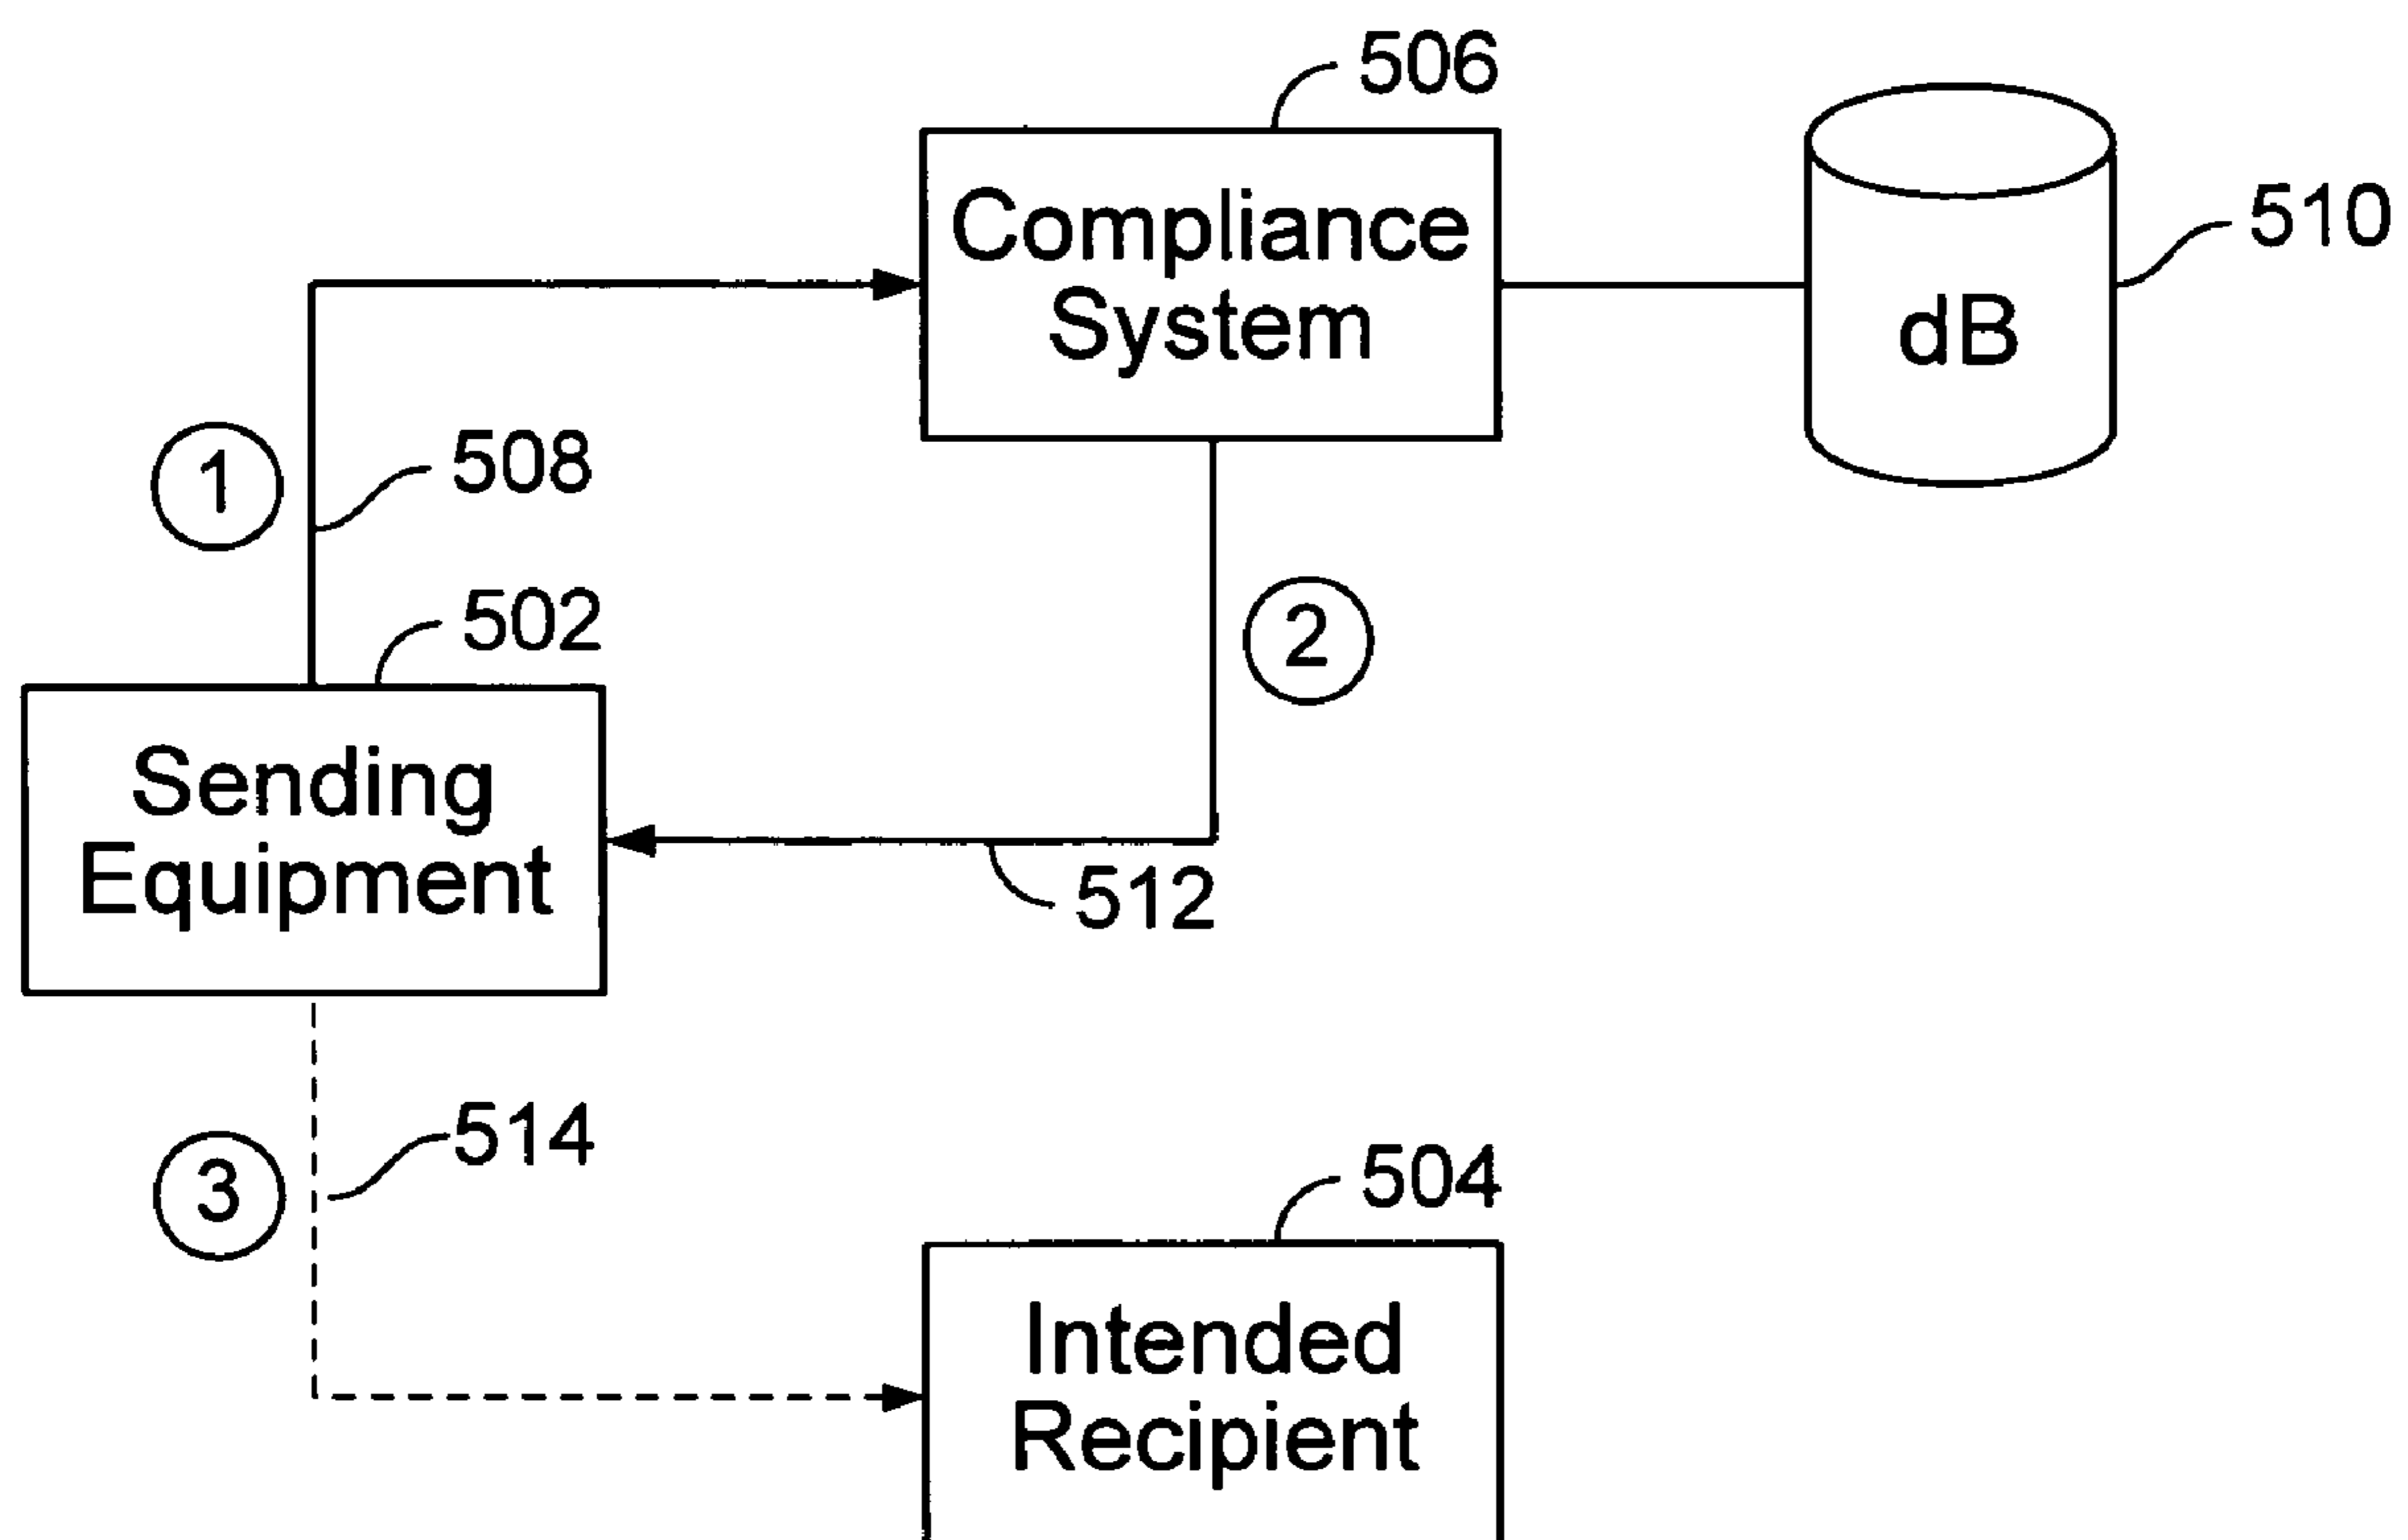 506
Compliance
System
510
dB
1
508
502
2
Sending
Equipment
512
3
514
504
Intended
Recipient